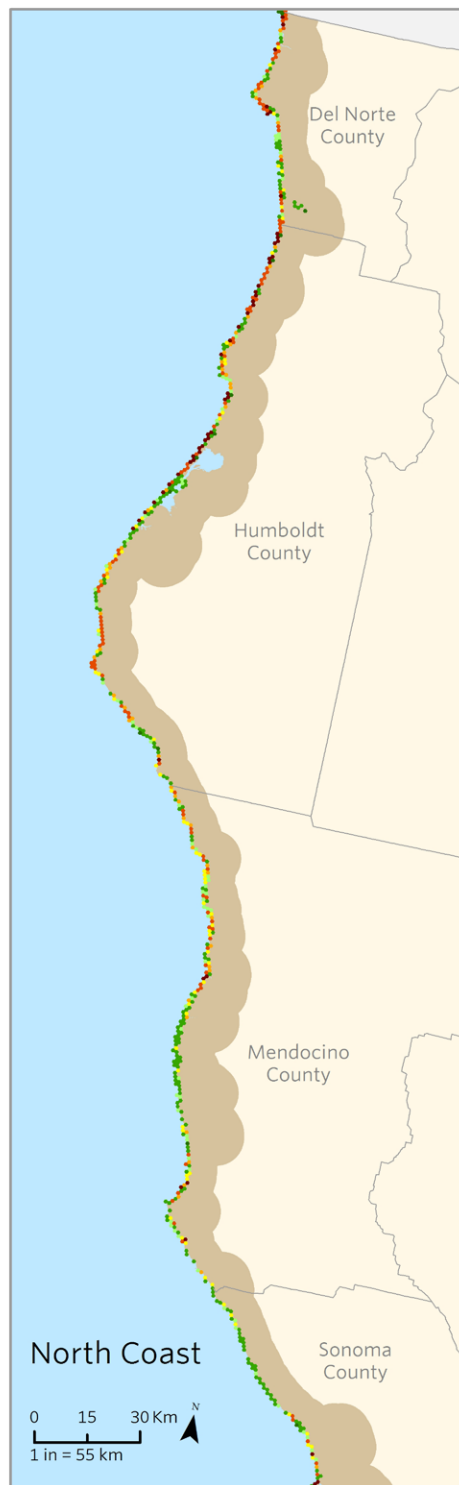 Del Norte
County
Humboldt
County
Mendocino
County
North Coast
Sonoma
County
N
0 15 30 Km
1 in = 55 km